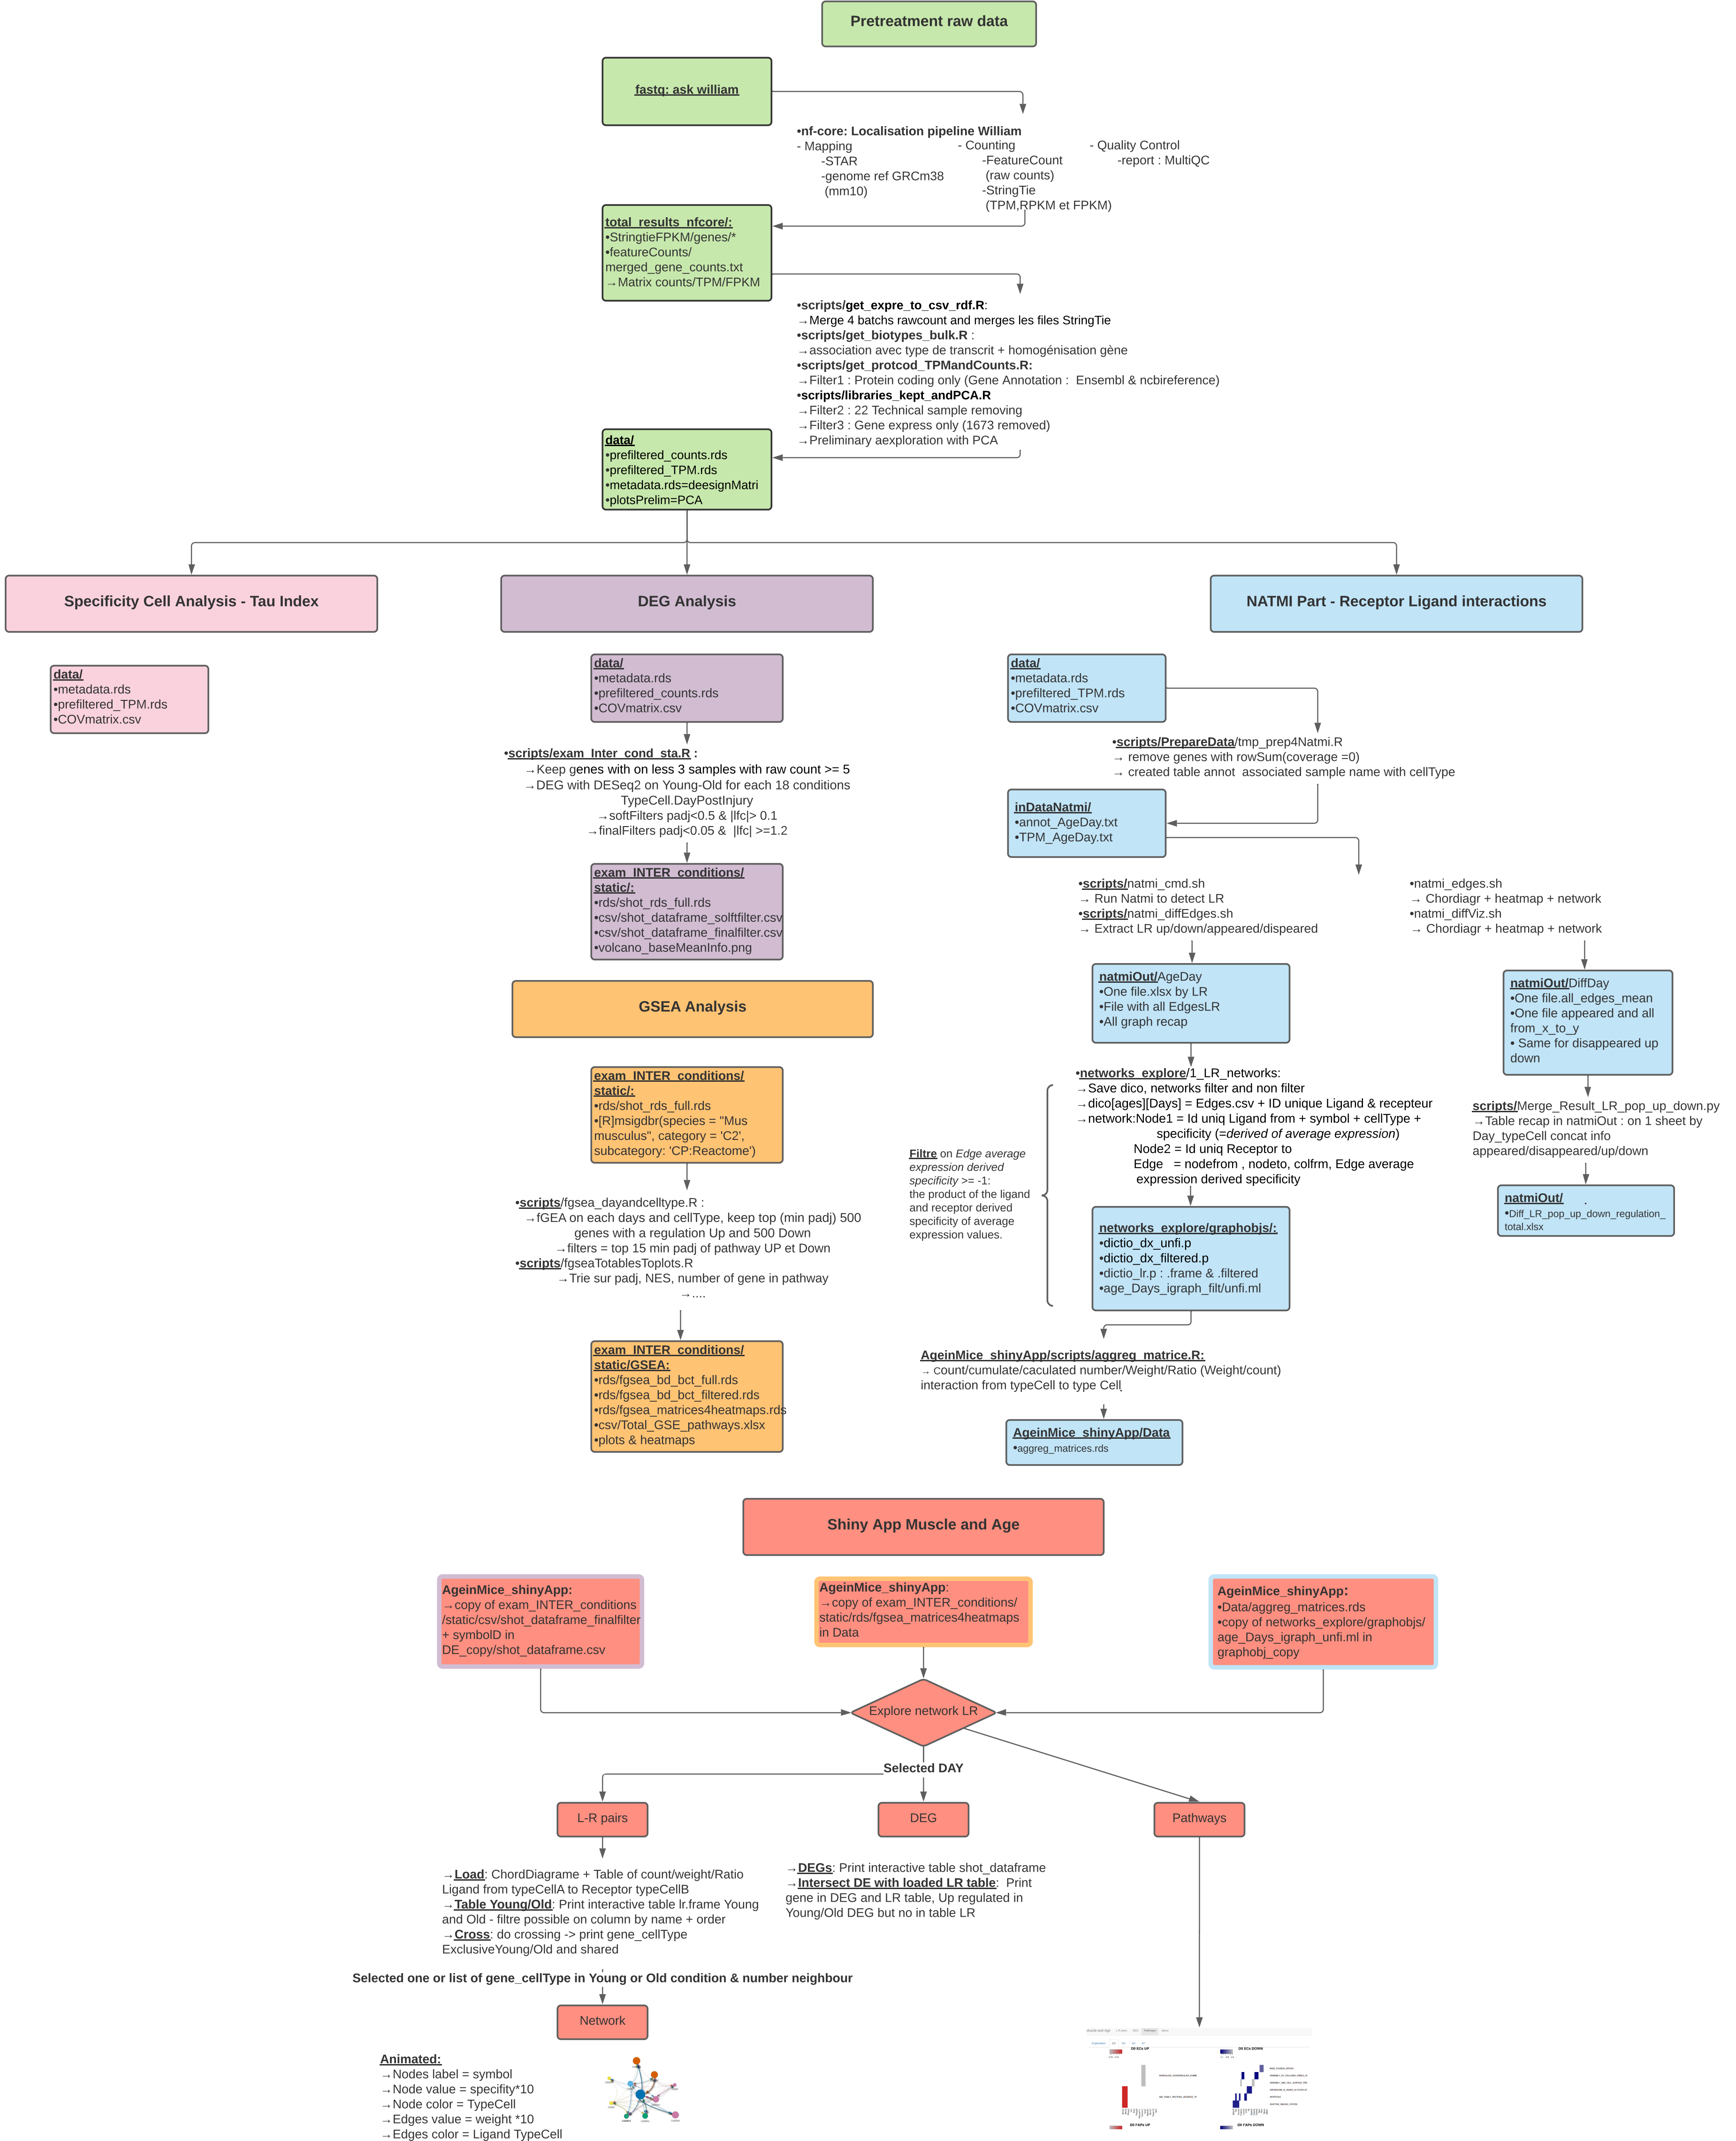 Pretreatment raw data
fastq: ask william
•nf-core: Localisation pipeline William
- Mapping
-STAR
-genome ref GRCm38
(mm10)
- Counting
-FeatureCount
(raw counts)
-StringTie
(TPM,RPKM et FPKM)
- Quality Control
-report : MultiQC
total_results_nfcore/:
•StringtieFPKM/genes/*
•featureCounts/
merged_gene_counts.txt
→Matrix counts/TPM/FPKM
•scripts/get_expre_to_csv_rdf.R:
→Merge 4 batchs rawcount and merges les files StringTie
•scripts/get_biotypes_bulk.R :
→association avec type de transcrit + homogénisation gène
•scripts/get_protcod_TPMandCounts.R:
→Filter1 : Protein coding only (Gene Annotation : Ensembl & ncbireference)
•scripts/libraries_kept_andPCA.R
→Filter2 : 22 Technical sample removing
→Filter3 : Gene express only (1673 removed)
→Preliminary aexploration with PCA
data/
•prefiltered_counts.rds
•prefiltered_TPM.rds
•metadata.rds=deesignMatri
•plotsPrelim=PCA
Specificity Cell Analysis - Tau Index
data/
•metadata.rds
•prefiltered_TPM.rds
•COVmatrix.csv
DEG Analysis
data/
•metadata.rds
•prefiltered_counts.rds
•COVmatrix.csv
•scripts/exam_Inter_cond_sta.R :
→Keep genes with on less 3 samples with raw count >= 5
→DEG with DESeq2 on Young-Old for each 18 conditions
TypeCell.DayPostInjury
→softFilters padj<0.5 & |lfc|> 0.1
→finalFilters padj<0.05 & |lfc| >=1.2
exam_INTER_conditions/
static/:
•rds/shot_rds_full.rds
•csv/shot_dataframe_solftfilter.csv
•csv/shot_dataframe_finalfilter.csv
•volcano_baseMeanInfo.png
GSEA Analysis
exam_INTER_conditions/
static/:
•rds/shot_rds_full.rds
•[R]msigdbr(species = "Mus
musculus", category = 'C2',
subcategory: 'CP:Reactome')
•scripts/fgsea_dayandcelltype.R :
→fGEA on each days and cellType, keep top (min padj) 500
genes with a regulation Up and 500 Down
→filters = top 15 min padj of pathway UP et Down
•scripts/fgseaTotablesToplots.R
→Trie sur padj, NES, number of gene in pathway
→....
exam_INTER_conditions/
static/GSEA:
•rds/fgsea_bd_bct_full.rds
•rds/fgsea_bd_bct_filtered.rds
•rds/fgsea_matrices4heatmaps.rds
•csv/Total_GSE_pathways.xlsx
•plots & heatmaps
NATMI Part - Receptor Ligand interactions
data/
•metadata.rds
•prefiltered_TPM.rds
•COVmatrix.csv
•scripts/PrepareData/tmp_prep4Natmi.R
→ remove genes with rowSum(coverage =0)
→ created table annot associated sample name with cellType
inDataNatmi/
•annot_AgeDay.txt
•TPM_AgeDay.txt
•scripts/natmi_cmd.sh
→ Run Natmi to detect LR
•scripts/natmi_diffEdges.sh
→ Extract LR up/down/appeared/dispeared
•natmi_edges.sh
→ Chordiagr + heatmap + network
•natmi_diffViz.sh
→ Chordiagr + heatmap + network
natmiOut/AgeDay
•One file.xlsx by LR
•File with all EdgesLR
•All graph recap
natmiOut/DiffDay
•One file.all_edges_mean
•One file appeared and all
from_x_to_y
• Same for disappeared up
down
•networks_explore/1_LR_networks:
→Save dico, networks filter and non filter
→dico[ages][Days] = Edges.csv + ID unique Ligand & recepteur
→network:Node1 = Id uniq Ligand from + symbol + cellType +
specificity (=derived of average expression)
Node2 = Id uniq Receptor to
Edge = nodefrom , nodeto, colfrm, Edge average
expression derived specificity
scripts/Merge_Result_LR_pop_up_down.py
→Table recap in natmiOut : on 1 sheet by
Day_typeCell concat info
appeared/disappeared/up/down
natmiOut/ .
•Diff_LR_pop_up_down_regulation_
total.xlsx
Filtre on Edge average
expression derived
specificity >= -1:
the product of the ligand
and receptor derived
specificity of average
expression values.
networks_explore/graphobjs/:
•dictio_dx_unfi.p
•dictio_dx_filtered.p
•dictio_lr.p : .frame & .filtered
•age_Days_igraph_filt/unfi.ml
AgeinMice_shinyApp/scripts/aggreg_matrice.R:
→ Count/cumulate/caculated number/Weight/Ratio (Weight/count)
interaction from typeCell to type Cell
AgeinMice_shinyApp/Data
•aggreg_matrices.rds
Shiny App Muscle and Age
AgeinMice_shinyApp:
→copy of exam_INTER_conditions
/static/csv/shot_dataframe_finalfilter
+ symbolD in
DE_copy/shot_dataframe.csv
AgeinMice_shinyApp:
→copy of exam_INTER_conditions/
static/rds/fgsea_matrices4heatmaps
in Data
AgeinMice_shinyApp:
•Data/aggreg_matrices.rds
•copy of networks_explore/graphobjs/
age_Days_igraph_unfi.ml in
graphobj_copy
Explore network LR
Selected DAY
L-R pairs
DEG
Pathways
→Load: ChordDiagrame + Table of count/weight/Ratio
Ligand from typeCellA to Receptor typeCellB
→Table Young/Old: Print interactive table lr.frame Young
and Old - filtre possible on column by name + order
→Cross: do crossing -> print gene_cellType
ExclusiveYoung/Old and shared
→DEGs: Print interactive table shot_dataframe
→Intersect DE with loaded LR table: Print
gene in DEG and LR table, Up regulated in
Young/Old DEG but no in table LR
Selected one or list of gene_cellType in Young or Old condition & number neighbour
Network
Animated:
→Nodes label = symbol
→Node value = specifity*10
→Node color = TypeCell
→Edges value = weight *10
→Edges color = Ligand TypeCell
D0 ECs UP
D0 ECs DOWN
D0 FAPs UP
D0 FAPs DOWN